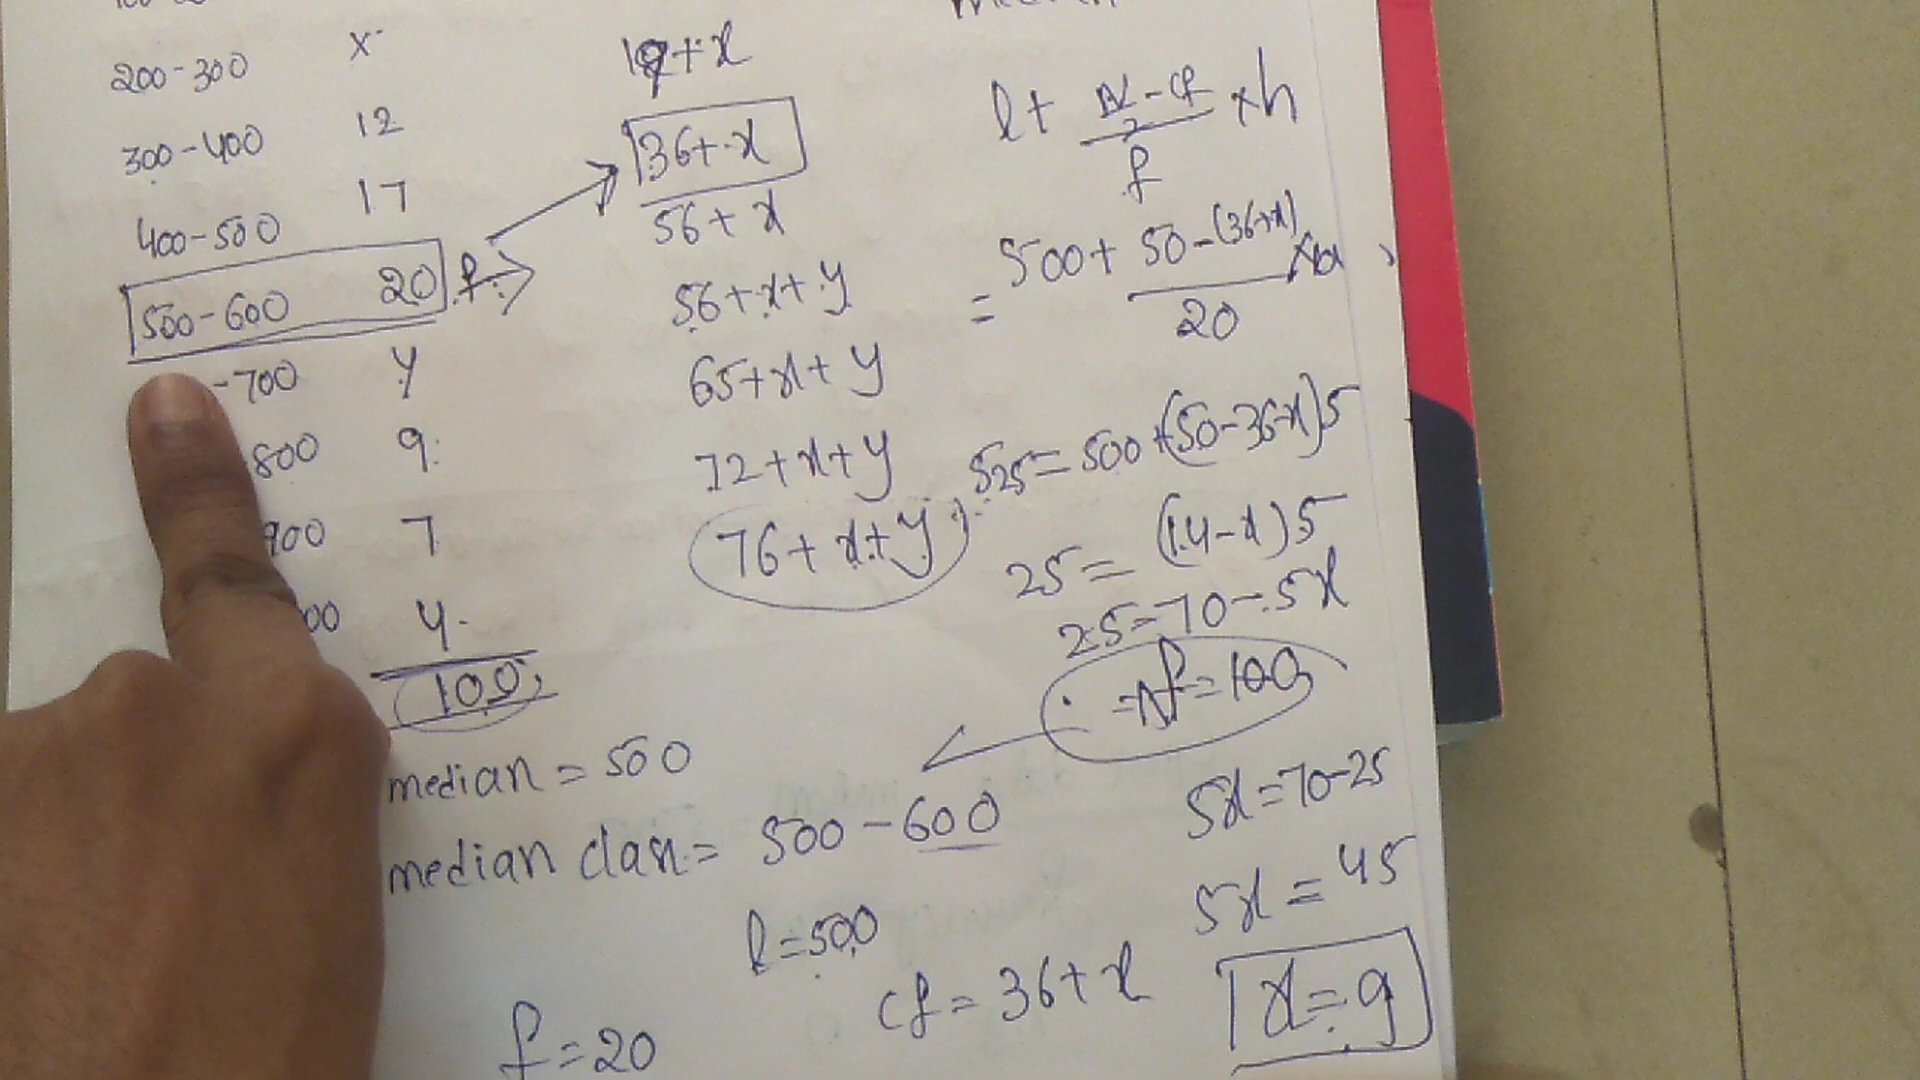 200-300 x
300-400 12
400-500 17
500-600 20 f
-700 y
800 9
900 7
00 4
100
19+x
36+x
56+x
56+x+y
65+x+y
72+x+y
76+x+y
median = 500
median class = 500-600
l=500
cf = 36+x
f=20
l+ N/2-cf/f xh
= 500+ 50-(36+x)/20
525=500+(50-36-x)5
25=(14-x)5
25=70-5x
=100
5x=70-25
5x=45
x=9